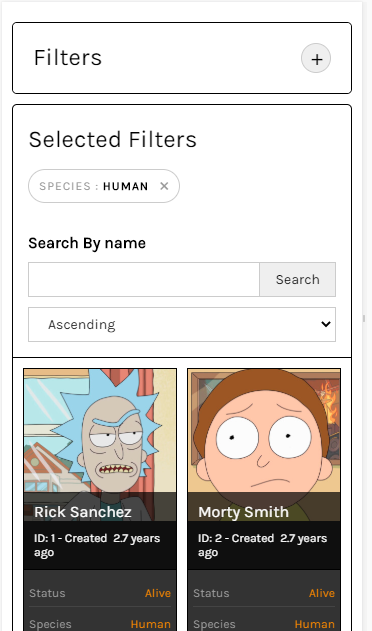 Filters
+
Selected Filters
SPECIES : HUMAN ✕
Search By name
Search
Ascending
Rick Sanchez
ID: 1 - Created 2.7 years
ago
Status Alive
Species Human
Morty Smith
ID: 2 - Created 2.7 years
ago
Status Alive
Species Human